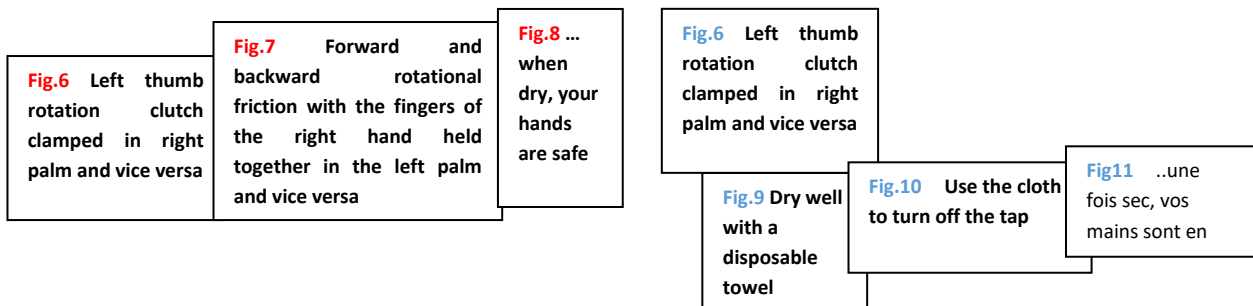 Fig.6 Left thumb
rotation clutch
clamped in right
palm and vice versa
Fig.7 Forward and
backward rotational
friction with the fingers of
the right hand held
together in the left palm
and vice versa
Fig.8 ...
when
dry, your
hands
are safe
Fig.6 Left thumb
rotation clutch
clamped in right
palm and vice versa
Fig.9 Dry well
with a
disposable
towel
Fig.10 Use the cloth
to turn off the tap
Fig11 ..une
fois sec, vos
mains sont en